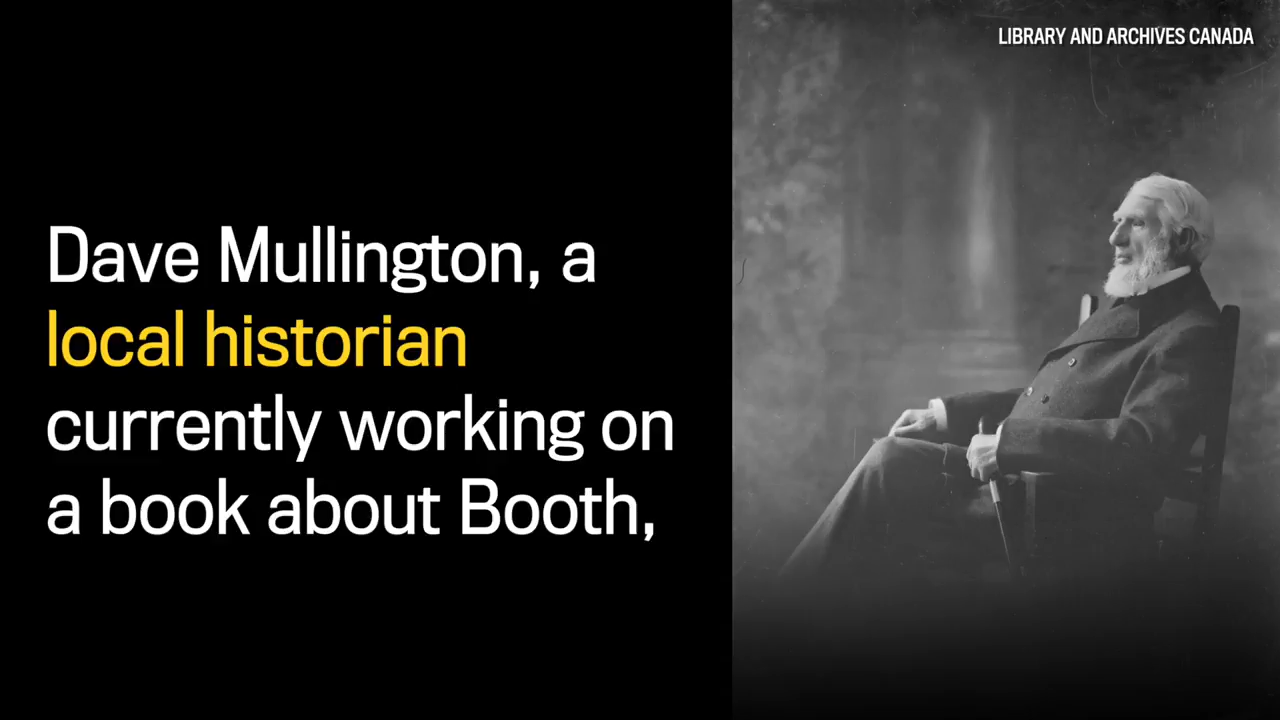 LIBRARY AND ARCHIVES CANADA
Dave Mullington, a
local historian
currently working on
a book about Booth,